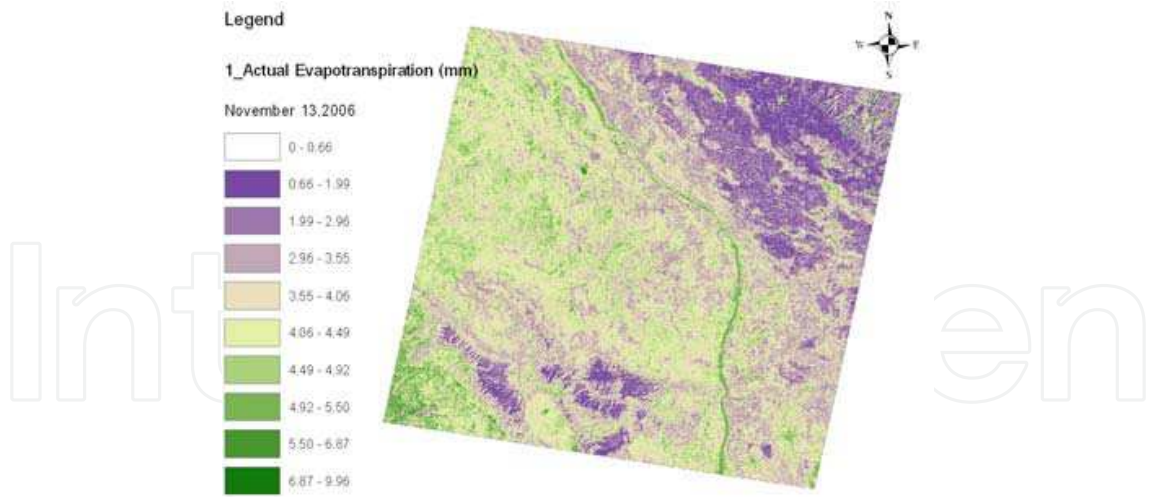 Legend
1_Actual Evapotranspiration (mm)
November 13.2006
0 - 0.66
0.66 - 1.99
1.99 - 2.96
2.96 - 3.55
3.55 - 4.06
4.06 - 4.49
4.49 - 4.92
4.92 - 5.50
5.50 - 6.87
6.87 - 9.96
N
W E
S
Int en